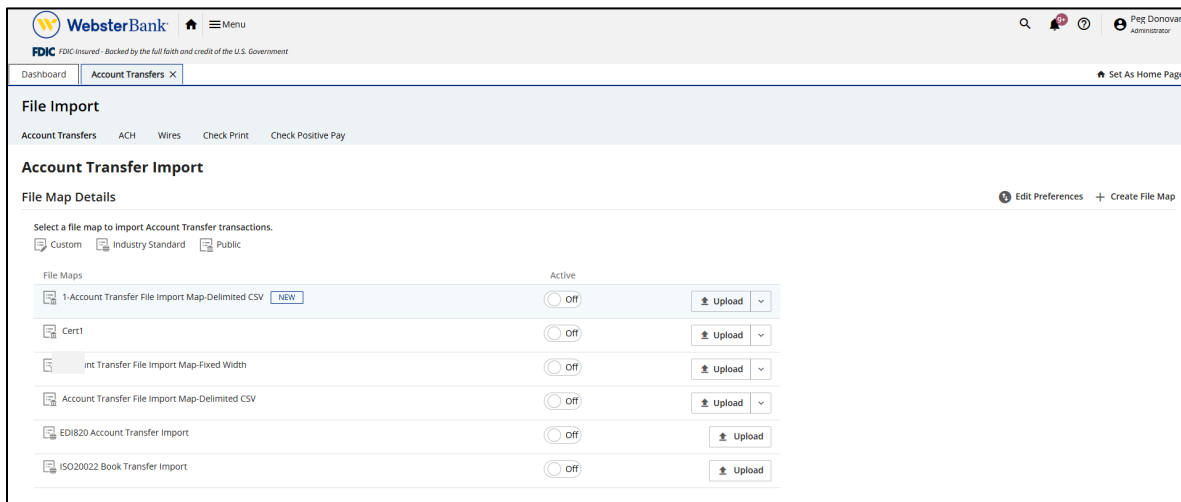 WebsterBank Menu 9+ Peg Donovan
Administrator
FDIC FDIC-Insured - Backed by the full faith and credit of the U.S. Government
Dashboard Account Transfers × Set As Home Page
File Import
Account Transfers ACH Wires Check Print Check Positive Pay
Account Transfer Import
File Map Details Edit Preferences + Create File Map
Select a file map to import Account Transfer transactions.
Custom Industry Standard Public
File Maps Active
1-Account Transfer File Import Map-Delimited CSV NEW Off Upload
Cert1 Off Upload
unt Transfer File Import Map-Fixed Width Off Upload
Account Transfer File Import Map-Delimited CSV Off Upload
EDI820 Account Transfer Import Off Upload
ISO20022 Book Transfer Import Off Upload